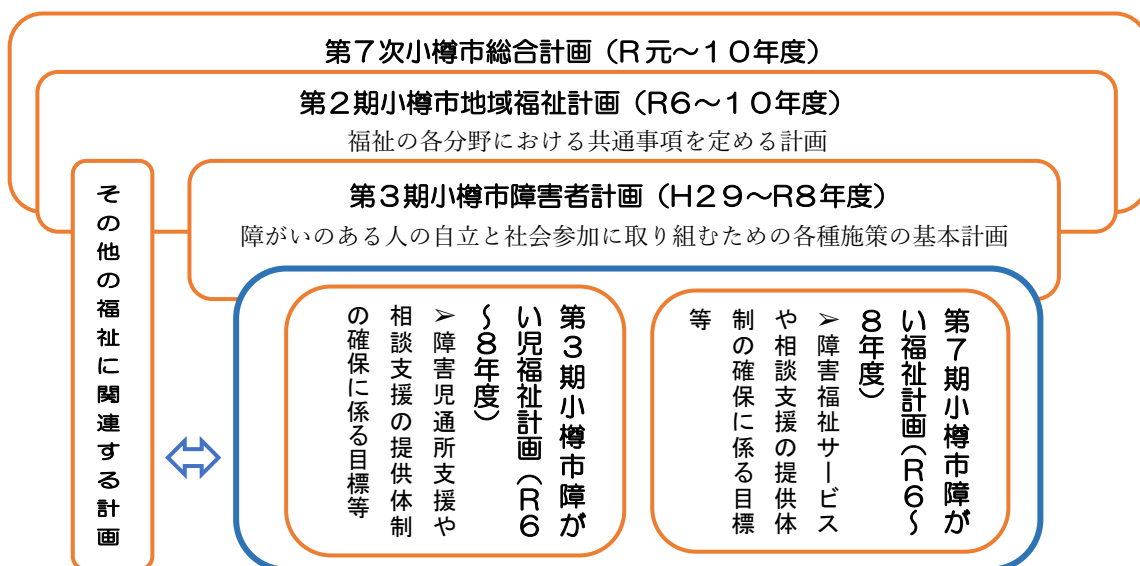 第７次小樽市総合計画（Ｒ元～１０年度）
第２期小樽市地域福祉計画（Ｒ６～１０年度）
福祉の各分野における共通事項を定める計画
第３期小樽市障害者計画（Ｈ２９～Ｒ８年度）
障がいのある人の自立と社会参加に取り組むための各種施策の基本計画
第７期小樽市障が
い福祉計画（Ｒ６～
８年度）
➢障害福祉サービス
や相談支援の提供体
制の確保に係る目標
等
第３期小樽市障が
い児福祉計画（Ｒ６
～８年度）
➢障害児通所支援や
相談支援の提供体制
の確保に係る目標等
その他の福祉に関連する計画